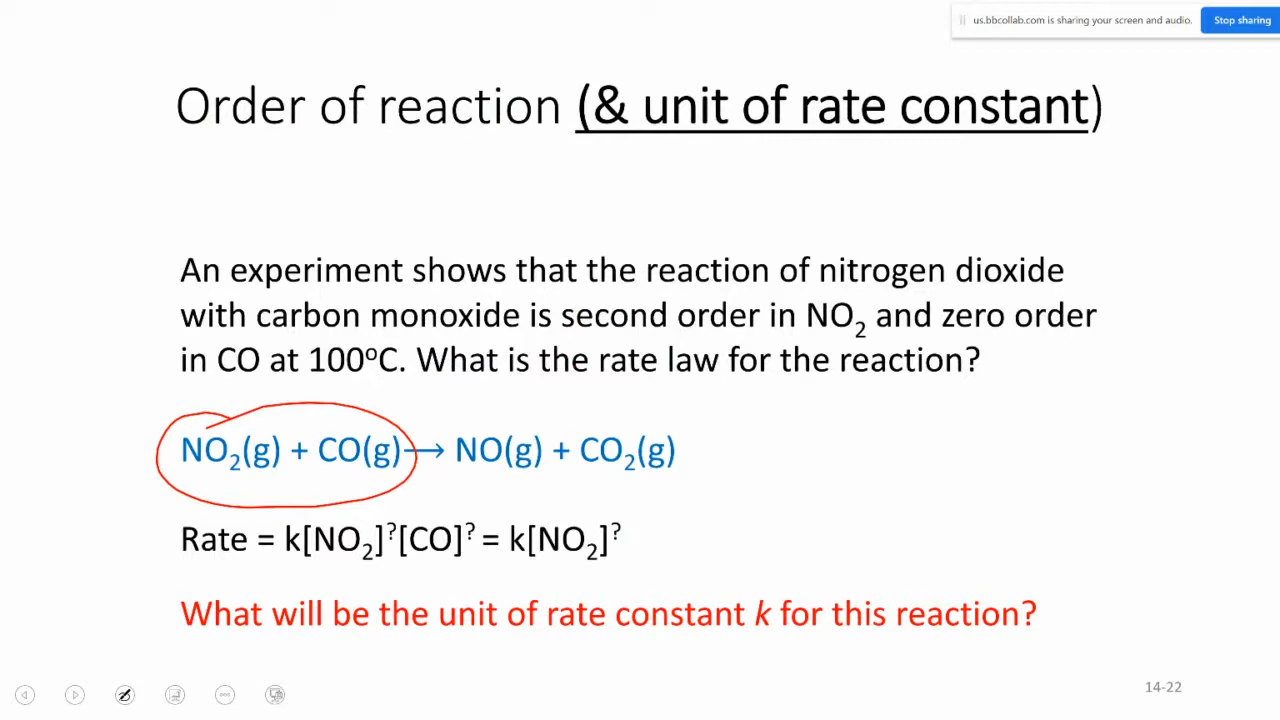 us.bbcollab.com is sharing your screen and audio. Stop sharing
Order of reaction (& unit of rate constant)
An experiment shows that the reaction of nitrogen dioxide
with carbon monoxide is second order in NO₂ and zero order
in CO at 100ᵒC. What is the rate law for the reaction?
NO₂(g) + CO(g) ⟶ NO(g) + CO₂(g)
Rate = k[NO₂]^?[CO]^? = k[NO₂]^?
What will be the unit of rate constant k for this reaction?
14-22